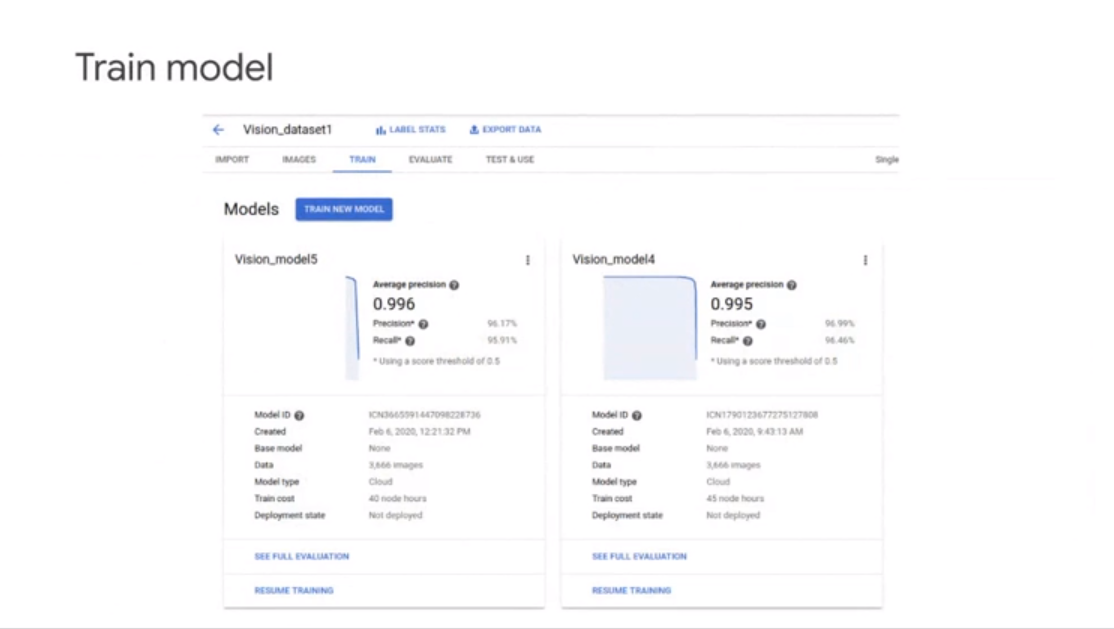 Train model
Vision_dataset1 LABEL STATS EXPORT DATA
IMPORT IMAGES TRAIN EVALUATE TEST & USE Single
Models TRAIN NEW MODEL
Vision_model5
Average precision
0.996
Precision* 96.17%
Recall* 95.91%
* Using a score threshold of 0.5
Model ID ICN3665591447098228736
Created Feb 6, 2020, 12:21:32 PM
Base model None
Data 3,666 images
Model type Cloud
Train cost 40 node hours
Deployment state Not deployed
SEE FULL EVALUATION
RESUME TRAINING
Vision_model4
Average precision
0.995
Precision* 96.99%
Recall* 96.46%
* Using a score threshold of 0.5
Model ID ICN1790123677275127808
Created Feb 6, 2020, 9:43:13 AM
Base model None
Data 3,666 images
Model type Cloud
Train cost 45 node hours
Deployment state Not deployed
SEE FULL EVALUATION
RESUME TRAINING